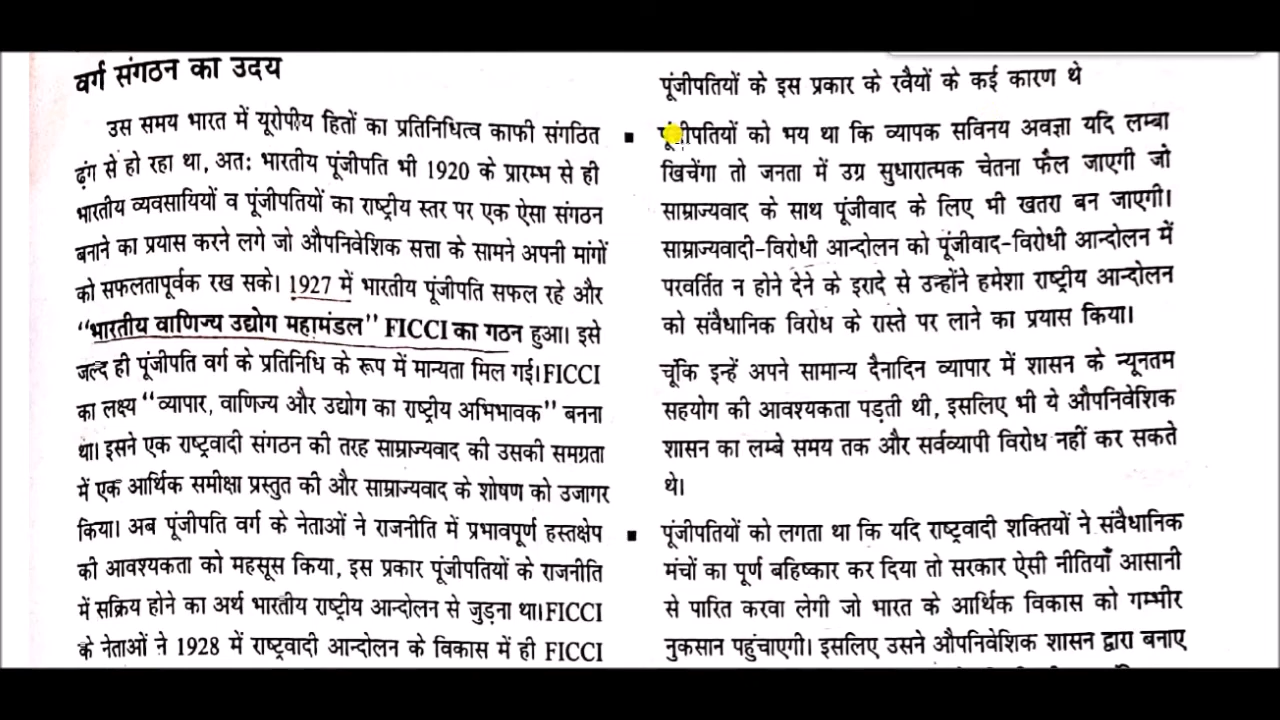 वर्ग संगठन का उदय
उस समय भारत में यूरोपीय हितों का प्रतिनिधित्व काफी संगठित
ढ़ंग से हो रहा था, अतः भारतीय पूंजीपति भी 1920 के प्रारम्भ से ही
भारतीय व्यवसायियों व पूंजीपतियों का राष्ट्रीय स्तर पर एक ऐसा संगठन
बनाने का प्रयास करने लगे जो औपनिवेशिक सत्ता के सामने अपनी मांगों
को सफलतापूर्वक रख सके। 1927 में भारतीय पूंजीपति सफल रहे और
“भारतीय वाणिज्य उद्योग महामंडल” FICCI का गठन हुआ। इसे
जल्द ही पूंजीपति वर्ग के प्रतिनिधि के रूप में मान्यता मिल गई।FICCI
का लक्ष्य “व्यापार, वाणिज्य और उद्योग का राष्ट्रीय अभिभावक” बनना
था। इसने एक राष्ट्रवादी संगठन की तरह साम्राज्यवाद की उसकी समग्रता
में एक आर्थिक समीक्षा प्रस्तुत की और साम्राज्यवाद के शोषण को उजागर
किया। अब पूंजीपति वर्ग के नेताओं ने राजनीति में प्रभावपूर्ण हस्तक्षेप
की आवश्यकता को महसूस किया, इस प्रकार पूंजीपतियों के राजनीति
में सक्रिय होने का अर्थ भारतीय राष्ट्रीय आन्दोलन से जुड़ना था।FICCI
के नेताओं ने 1928 में राष्ट्रवादी आन्दोलन के विकास में ही FICCI
पूंजीपतियों के इस प्रकार के रवैयों के कई कारण थे
▪ पूंजीपतियों को भय था कि व्यापक सविनय अवज्ञा यदि लम्बा
खिचेंगा तो जनता में उग्र सुधारात्मक चेतना फैल जाएगी जो
साम्राज्यवाद के साथ पूंजीवाद के लिए भी खतरा बन जाएगी।
साम्राज्यवादी-विरोधी आन्दोलन को पूंजीवाद-विरोधी आन्दोलन में
परवर्तित न होने देने के इरादे से उन्होंने हमेशा राष्ट्रीय आन्दोलन
को संवैधानिक विरोध के रास्ते पर लाने का प्रयास किया।
चूंकि इन्हें अपने सामान्य दैनादिन व्यापार में शासन के न्यूनतम
सहयोग की आवश्यकता पड़ती थी, इसलिए भी ये औपनिवेशिक
शासन का लम्बे समय तक और सर्वव्यापी विरोध नहीं कर सकते
थे।
▪ पूंजीपतियों को लगता था कि यदि राष्ट्रवादी शक्तियों ने संवैधानिक
मंचों का पूर्ण बहिष्कार कर दिया तो सरकार ऐसी नीतियाँ आसानी
से पारित करवा लेगी जो भारत के आर्थिक विकास को गम्भीर
नुकसान पहुंचाएगी। इसलिए उसने औपनिवेशिक शासन द्वारा बनाए